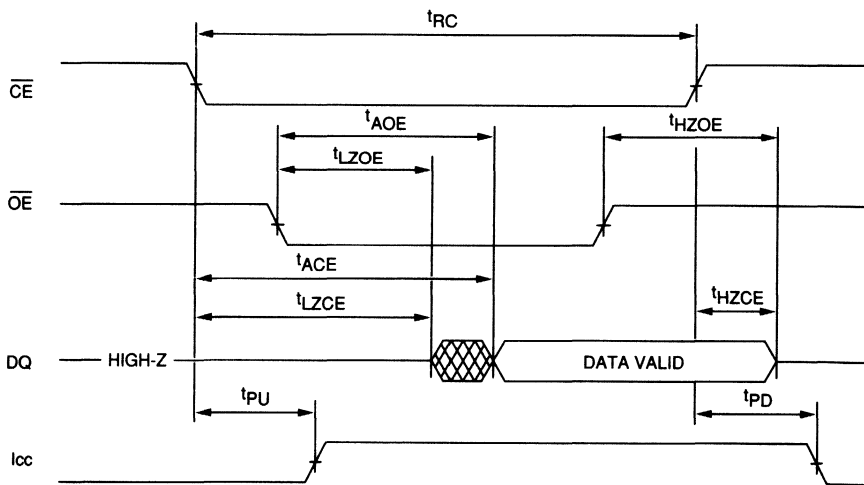 tRC
CE
tAOE
tHZOE
tLZOE
OE
tACE
tLZCE
tHZCE
DQ HIGH-Z DATA VALID
tPU
tPD
Icc